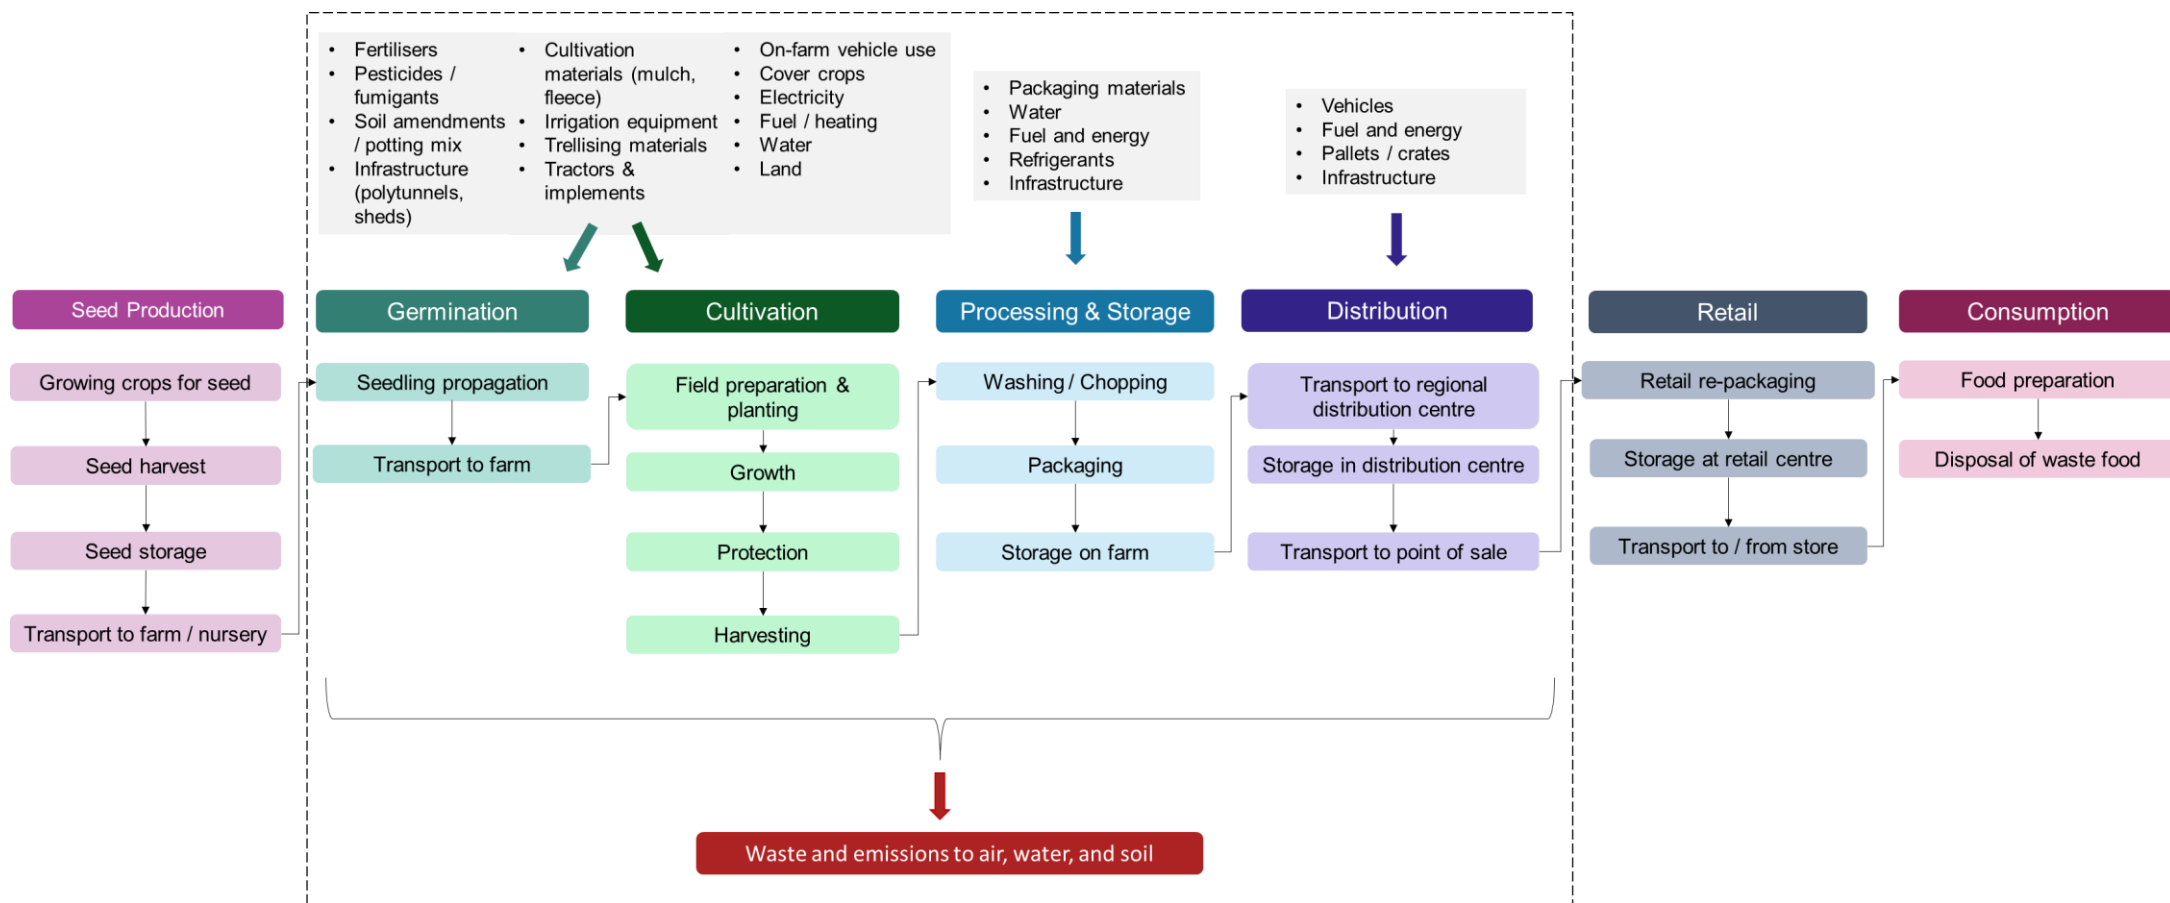 • Fertilisers
• Pesticides /
fumigants
• Soil amendments
/ potting mix
• Infrastructure
(polytunnels,
sheds)
• Cultivation
materials (mulch,
fleece)
• Irrigation equipment
• Trellising materials
• Tractors &
implements
• On-farm vehicle use
• Cover crops
• Electricity
• Fuel / heating
• Water
• Land
• Packaging materials
• Water
• Fuel and energy
• Refrigerants
• Infrastructure
• Vehicles
• Fuel and energy
• Pallets / crates
• Infrastructure
Seed Production
Growing crops for seed
Seed harvest
Seed storage
Transport to farm / nursery
Germination
Seedling propagation
Transport to farm
Cultivation
Field preparation &
planting
Growth
Protection
Harvesting
Processing & Storage
Washing / Chopping
Packaging
Storage on farm
Distribution
Transport to regional
distribution centre
Storage in distribution centre
Transport to point of sale
Retail
Retail re-packaging
Storage at retail centre
Transport to / from store
Consumption
Food preparation
Disposal of waste food
Waste and emissions to air, water, and soil